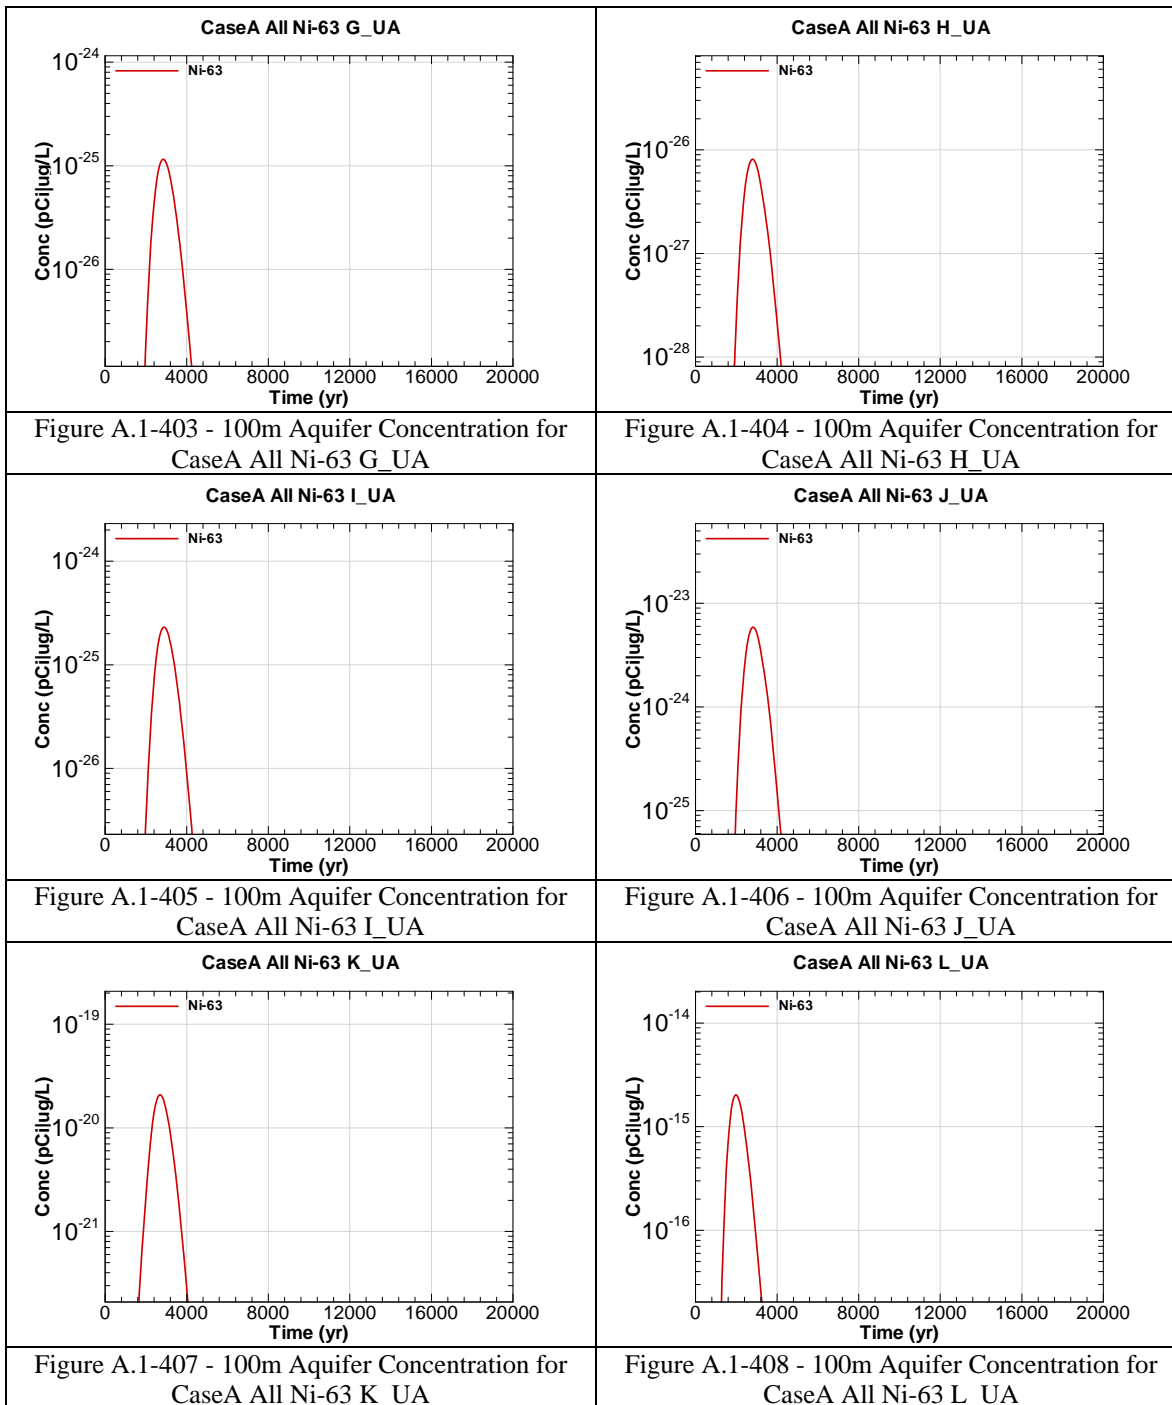 CaseA All Ni-63 G_UA
Ni-63
10^-24
10^-25
10^-26
Conc (pCi|ug/L)
0 4000 8000 12000 16000 20000
Time (yr)
Figure A.1-403 - 100m Aquifer Concentration for
CaseA All Ni-63 G_UA
CaseA All Ni-63 H_UA
Ni-63
10^-26
10^-27
10^-28
Conc (pCi|ug/L)
0 4000 8000 12000 16000 20000
Time (yr)
Figure A.1-404 - 100m Aquifer Concentration for
CaseA All Ni-63 H_UA
CaseA All Ni-63 I_UA
Ni-63
10^-24
10^-25
10^-26
Conc (pCi|ug/L)
0 4000 8000 12000 16000 20000
Time (yr)
Figure A.1-405 - 100m Aquifer Concentration for
CaseA All Ni-63 I_UA
CaseA All Ni-63 J_UA
Ni-63
10^-23
10^-24
10^-25
Conc (pCi|ug/L)
0 4000 8000 12000 16000 20000
Time (yr)
Figure A.1-406 - 100m Aquifer Concentration for
CaseA All Ni-63 J_UA
CaseA All Ni-63 K_UA
Ni-63
10^-19
10^-20
10^-21
Conc (pCi|ug/L)
0 4000 8000 12000 16000 20000
Time (yr)
Figure A.1-407 - 100m Aquifer Concentration for
CaseA All Ni-63 K_UA
CaseA All Ni-63 L_UA
Ni-63
10^-14
10^-15
10^-16
Conc (pCi|ug/L)
0 4000 8000 12000 16000 20000
Time (yr)
Figure A.1-408 - 100m Aquifer Concentration for
CaseA All Ni-63 L_UA